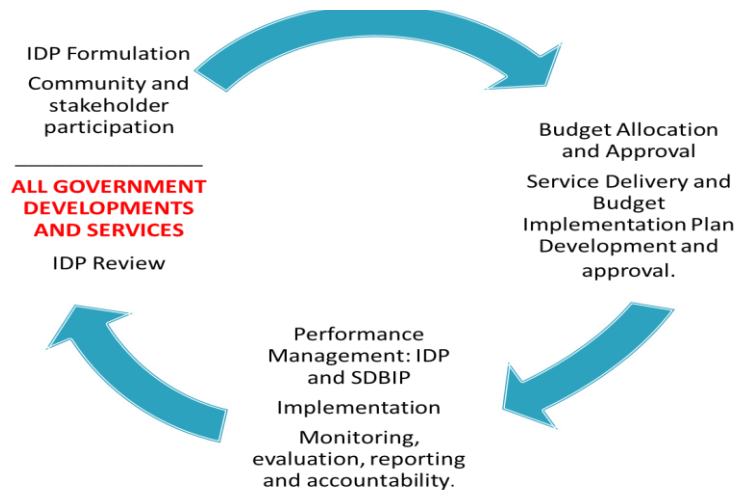 IDP Formulation
Community and
stakeholder
participation
ALL GOVERNMENT
DEVELOPMENTS
AND SERVICES
IDP Review
Budget Allocation
and Approval
Service Delivery and
Budget
Implementation Plan
Development and
approval.
Performance
Management: IDP
and SDBIP
Implementation
Monitoring,
evaluation, reporting
and accountability.